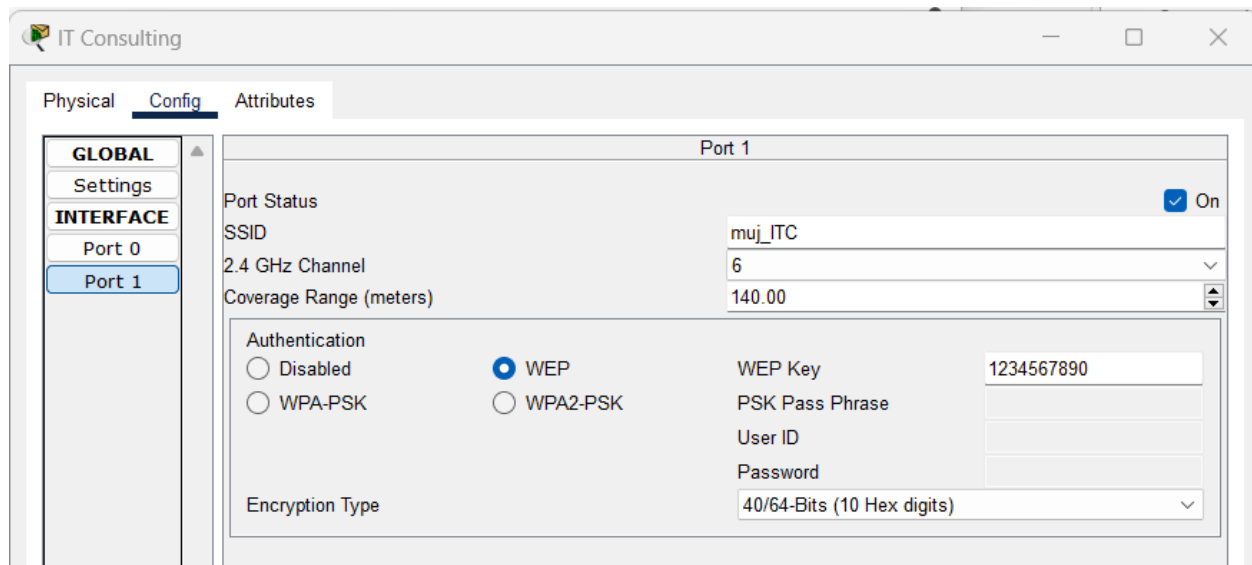 IT Consulting
Physical Config Attributes
GLOBAL
Settings
INTERFACE
Port 0
Port 1
Port 1
Port Status On
SSID muj_ITC
2.4 GHz Channel 6
Coverage Range (meters) 140.00
Authentication
Disabled WEP WEP Key 1234567890
WPA-PSK WPA2-PSK PSK Pass Phrase
User ID
Password
Encryption Type 40/64-Bits (10 Hex digits)